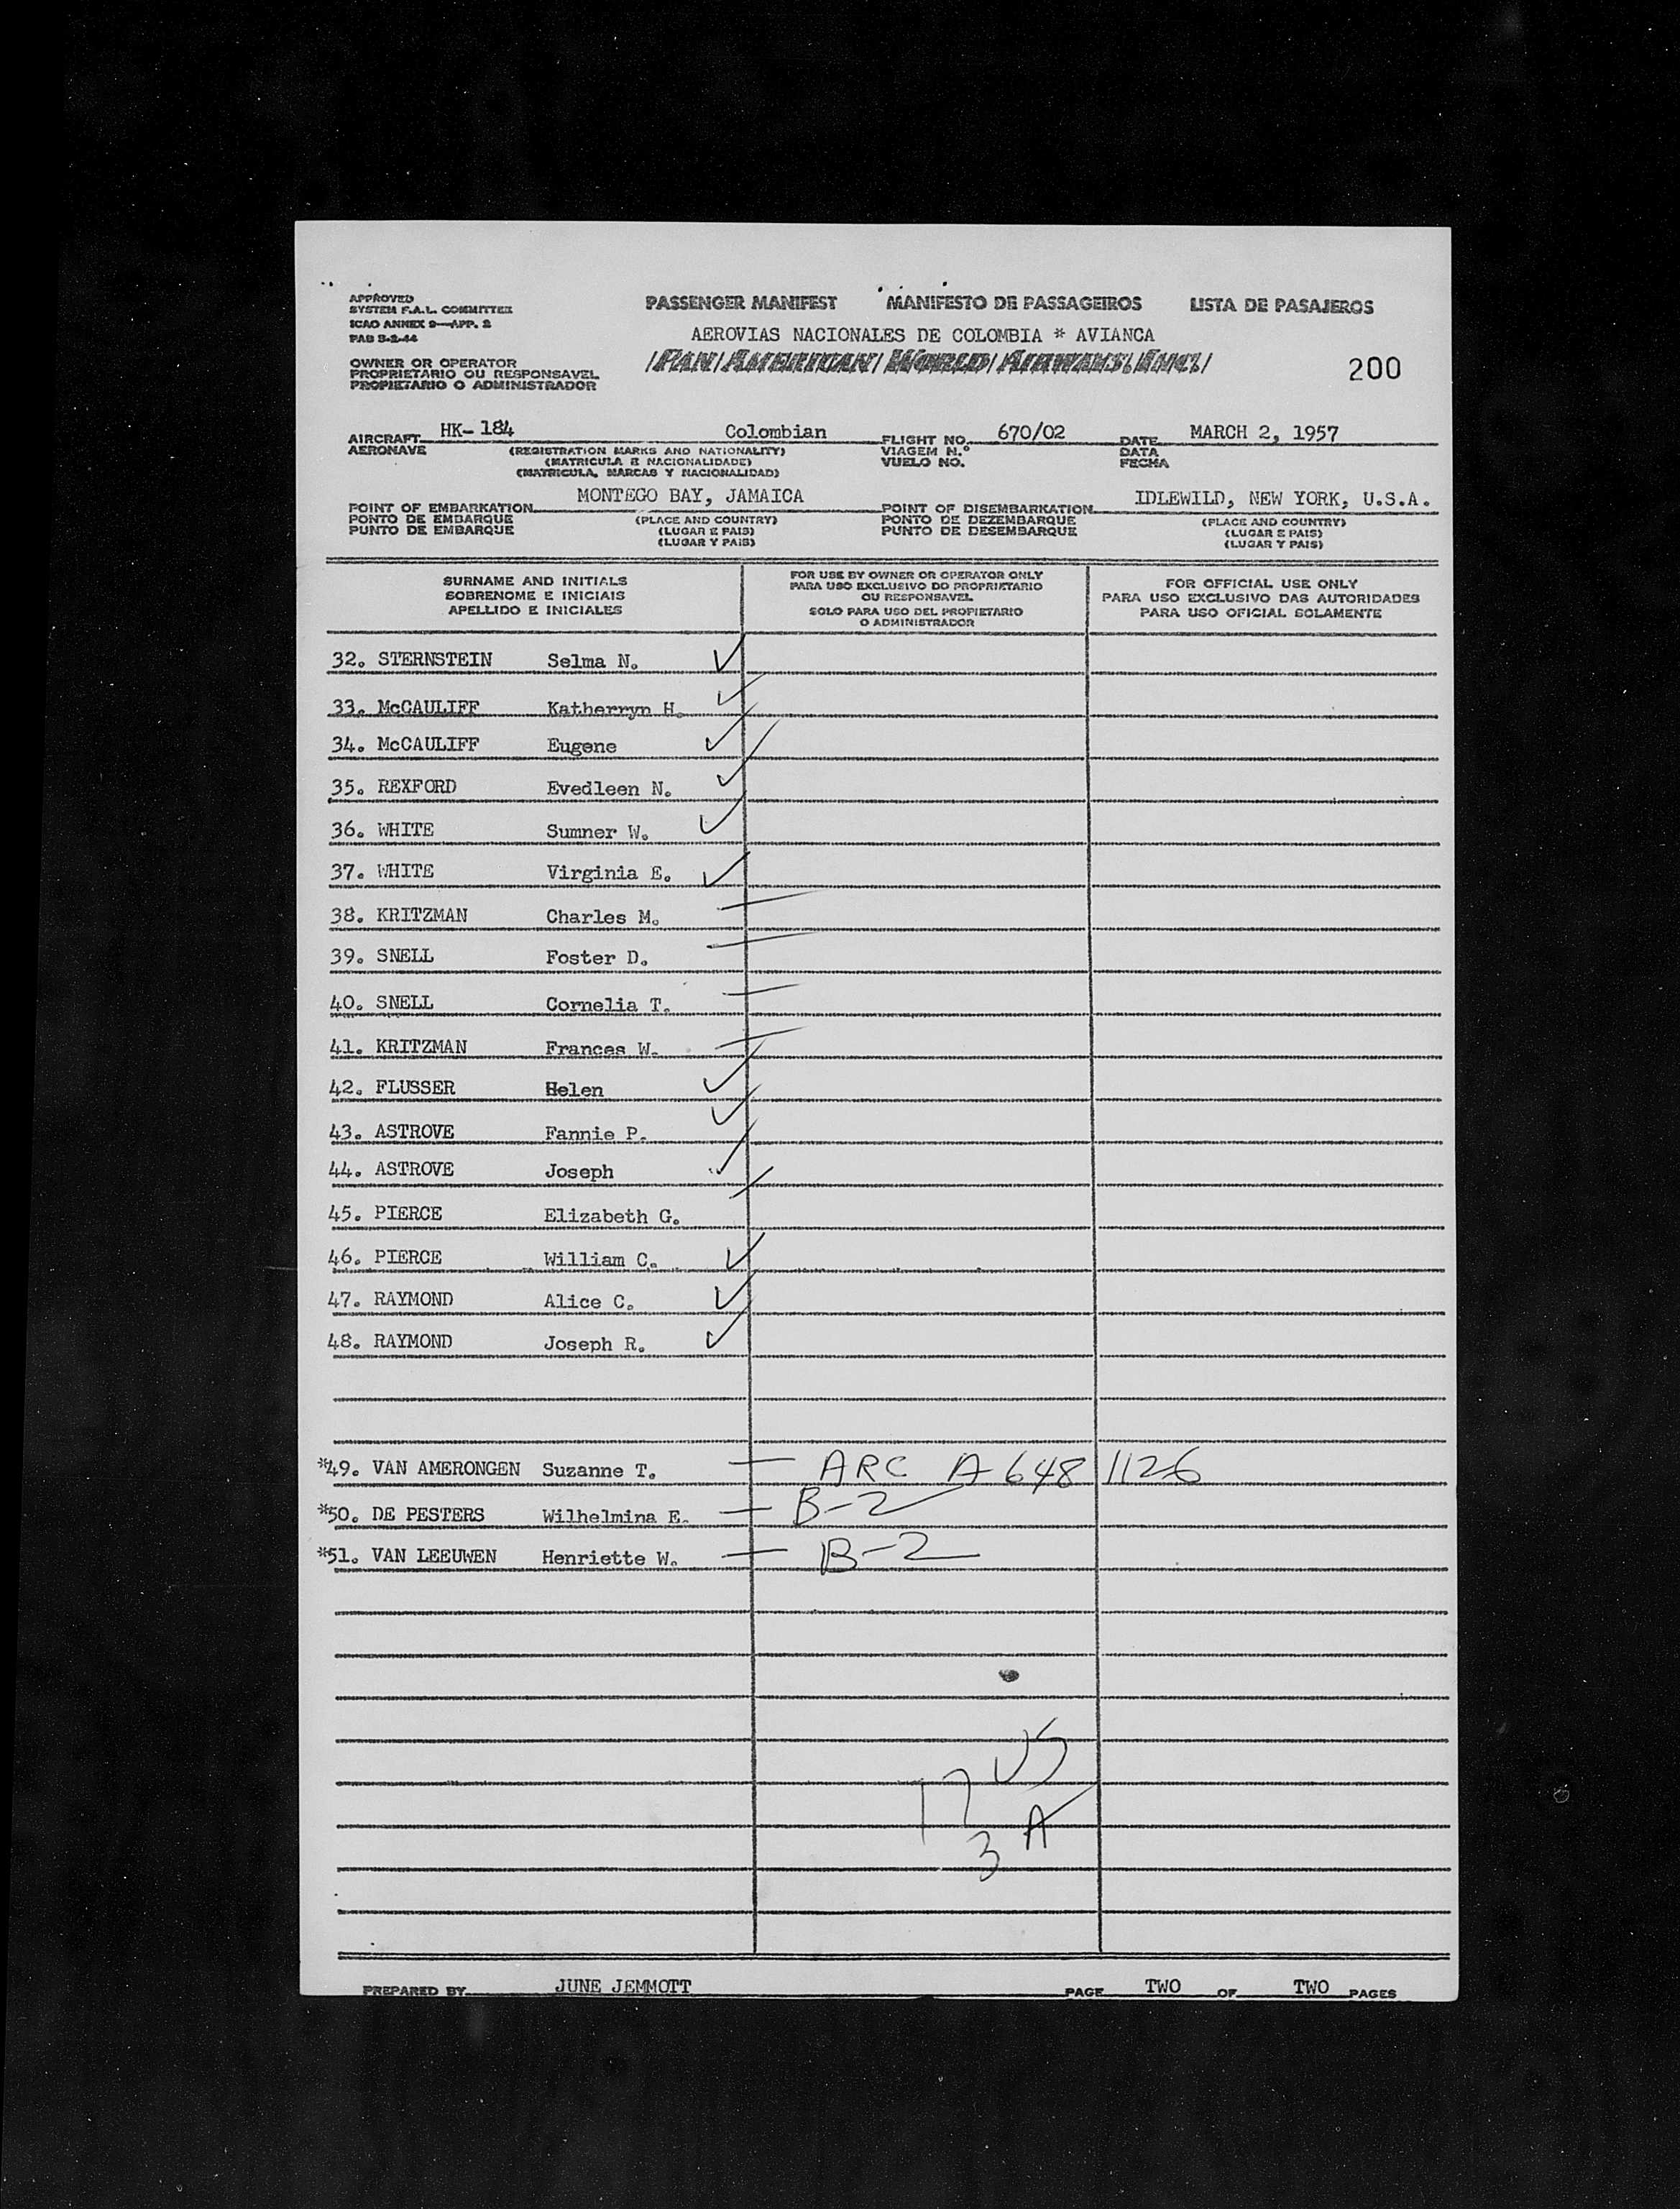 APPROVED
SYSTEM F.A.L. COMMITTEE
ICAO ANNEX 9—APP. 2
PAB 3-2-44
OWNER OR OPERATOR
PROPRIETARIO OU RESPONSAVEL
PROPIETARIO O ADMINISTRADOR
PASSENGER MANIFEST MANIFESTO DE PASSAGEIROS LISTA DE PASAJEROS
AEROVIAS NACIONALES DE COLOMBIA * AVIANCA
PAN AMERICAN WORLD AIRWAYS, INC.
200
AIRCRAFT HK-184 Colombian FLIGHT NO. 670/02 DATE MARCH 2, 1957
AERONAVE (REGISTRATION MARKS AND NATIONALITY) VIAGEM N.º DATA
(MATRICULA E NACIONALIDADE) VUELO NO. FECHA
(MATRICULA, MARCAS Y NACIONALIDAD)
POINT OF EMBARKATION MONTEGO BAY, JAMAICA POINT OF DISEMBARKATION IDLEWILD, NEW YORK, U.S.A.
PONTO DE EMBARQUE (PLACE AND COUNTRY) PONTO DE DEZEMBARQUE (PLACE AND COUNTRY)
PUNTO DE EMBARQUE (LUGAR E PAIS) PUNTO DE DESEMBARQUE (LUGAR E PAIS)
(LUGAR Y PAIS) (LUGAR Y PAIS)
SURNAME AND INITIALS
SOBRENOME E INICIAIS
APELLIDO E INICIALES
FOR USE BY OWNER OR OPERATOR ONLY
PARA USO EXCLUSIVO DO PROPRIETARIO
OU RESPONSAVEL
SOLO PARA USO DEL PROPIETARIO
O ADMINISTRADOR
FOR OFFICIAL USE ONLY
PARA USO EXCLUSIVO DAS AUTORIDADES
PARA USO OFICIAL SOLAMENTE
32. STERNSTEIN Selma N.
33. McCAULIFF Katherryn H.
34. McCAULIFF Eugene
35. REXFORD Evedleen N.
36. WHITE Sumner W.
37. WHITE Virginia E.
38. KRITZMAN Charles M.
39. SNELL Foster D.
40. SNELL Cornelia T.
41. KRITZMAN Frances W.
42. FLUSSER Helen
43. ASTROVE Fannie P.
44. ASTROVE Joseph
45. PIERCE Elizabeth G.
46. PIERCE William C.
47. RAYMOND Alice C.
48. RAYMOND Joseph R.
*49. VAN AMERONGEN Suzanne T. — ARC A 648 1126
*50. DE PESTERS Wilhelmina E. — B-2
*51. VAN LEEUWEN Henriette W. — B-2
17 US
3 A
PREPARED BY JUNE JEMMOTT PAGE TWO OF TWO PAGES